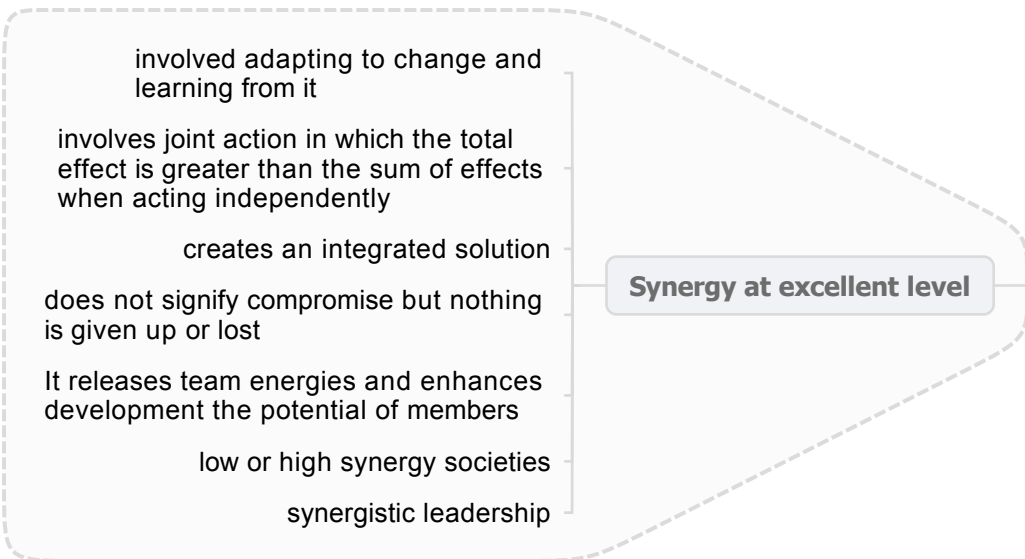 involved adapting to change and
learning from it
involves joint action in which the total
effect is greater than the sum of effects
when acting independently
creates an integrated solution
does not signify compromise but nothing
is given up or lost
It releases team energies and enhances
development the potential of members
low or high synergy societies
synergistic leadership
Synergy at excellent level